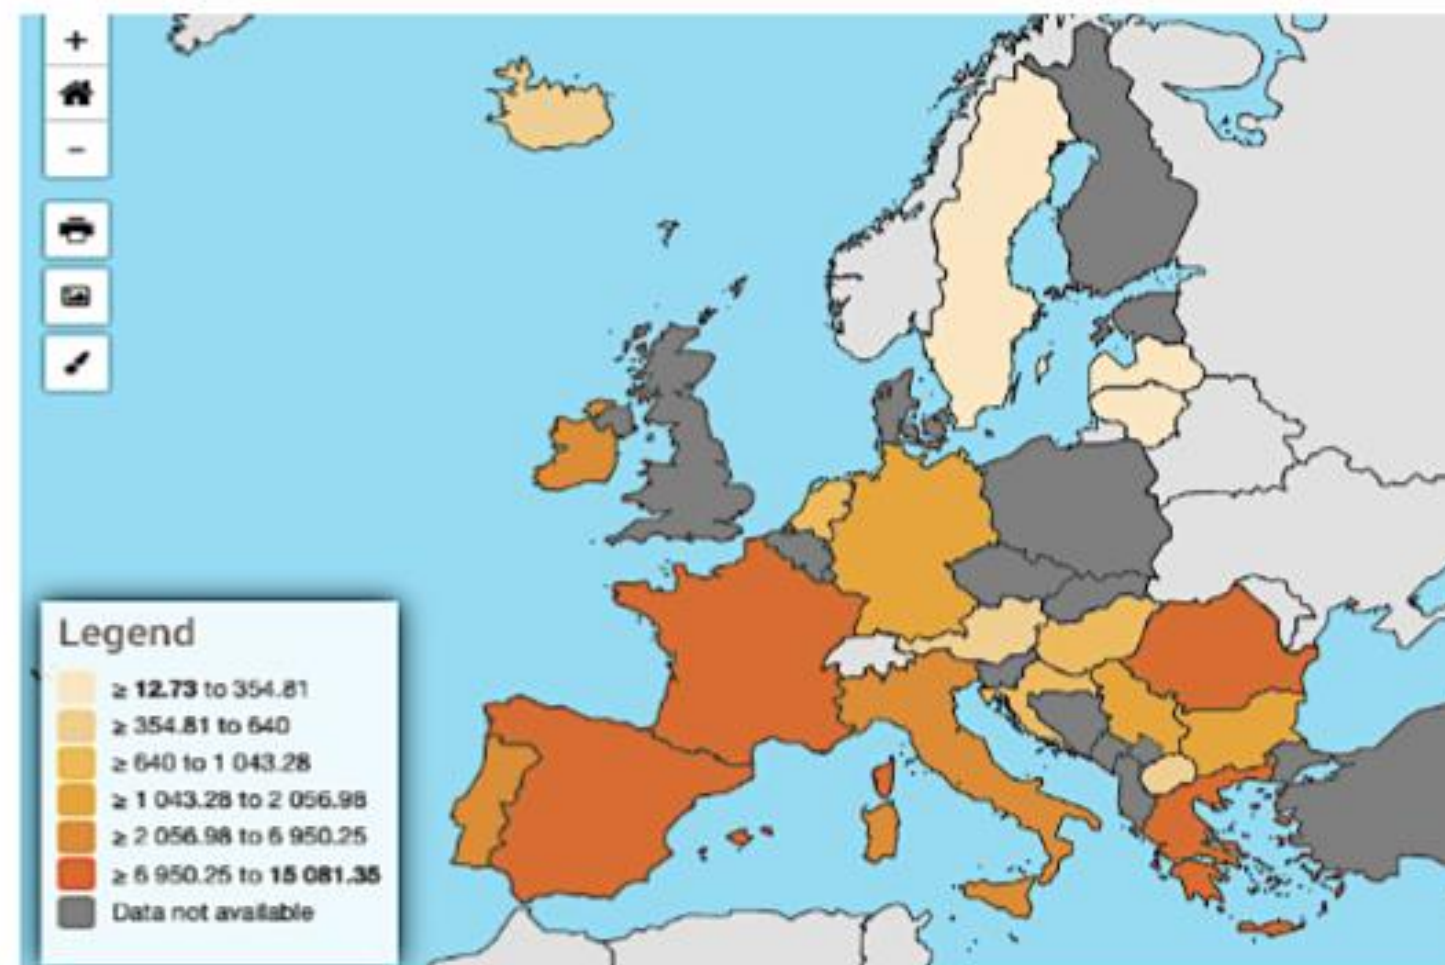 +
−
Legend
≥ 12.73 to 354.81
≥ 354.81 to 640
≥ 640 to 1 043.28
≥ 1 043.28 to 2 056.98
≥ 2 056.98 to 6 950.25
≥ 6 950.25 to 15 081.35
Data not available